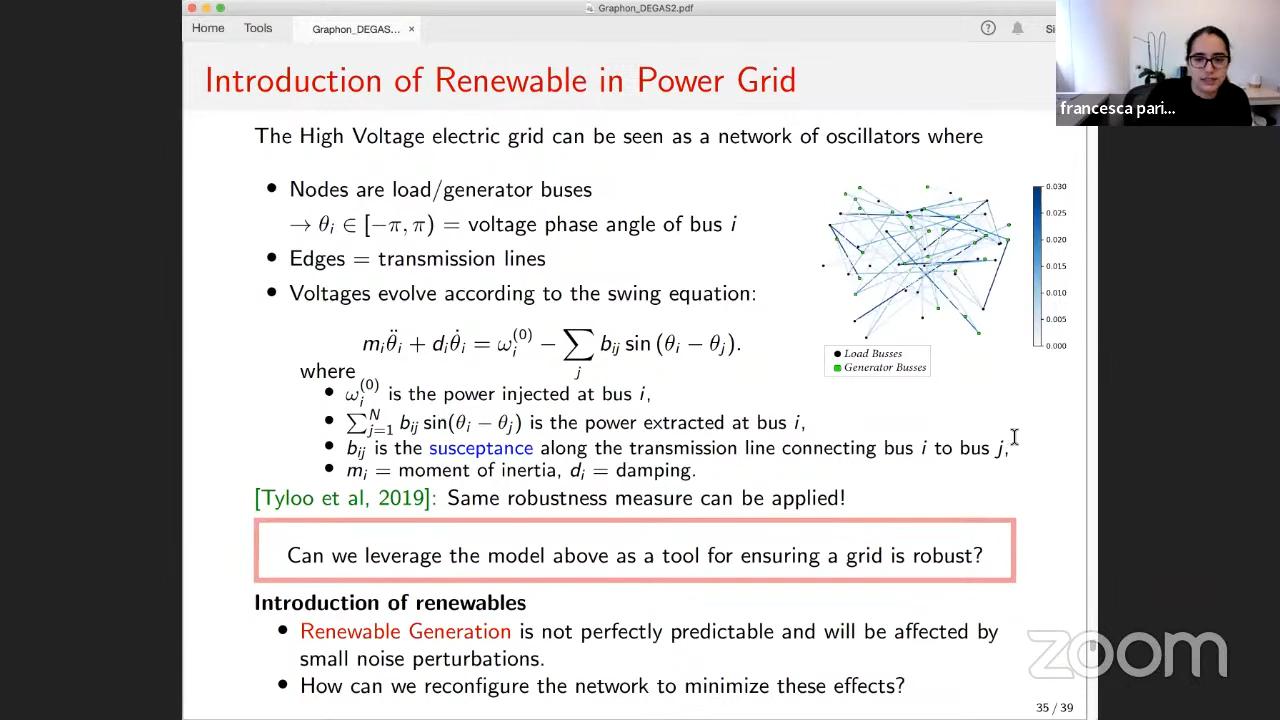 Graphon_DEGAS2.pdf
Home Tools Graphon_DEGAS... ×
Introduction of Renewable in Power Grid
francesca pari...
The High Voltage electric grid can be seen as a network of oscillators where
• Nodes are load/generator buses
→ θᵢ ∈ [−π, π) = voltage phase angle of bus i
• Edges = transmission lines
• Voltages evolve according to the swing equation:
mᵢθ̈ᵢ + dᵢθ̇ᵢ = ωᵢ⁽⁰⁾ − ∑ⱼ bᵢⱼ sin (θᵢ − θⱼ).
0.030
0.025
0.020
0.015
0.010
0.005
0.000
Load Busses
Generator Busses
where
• ωᵢ⁽⁰⁾ is the power injected at bus i,
• ∑ⱼ₌₁ᴺ bᵢⱼ sin(θᵢ − θⱼ) is the power extracted at bus i,
• bᵢⱼ is the susceptance along the transmission line connecting bus i to bus j,
• mᵢ = moment of inertia, dᵢ = damping.
[Tyloo et al, 2019]: Same robustness measure can be applied!
Can we leverage the model above as a tool for ensuring a grid is robust?
Introduction of renewables
• Renewable Generation is not perfectly predictable and will be affected by
small noise perturbations.
• How can we reconfigure the network to minimize these effects?
zoom
35 / 39